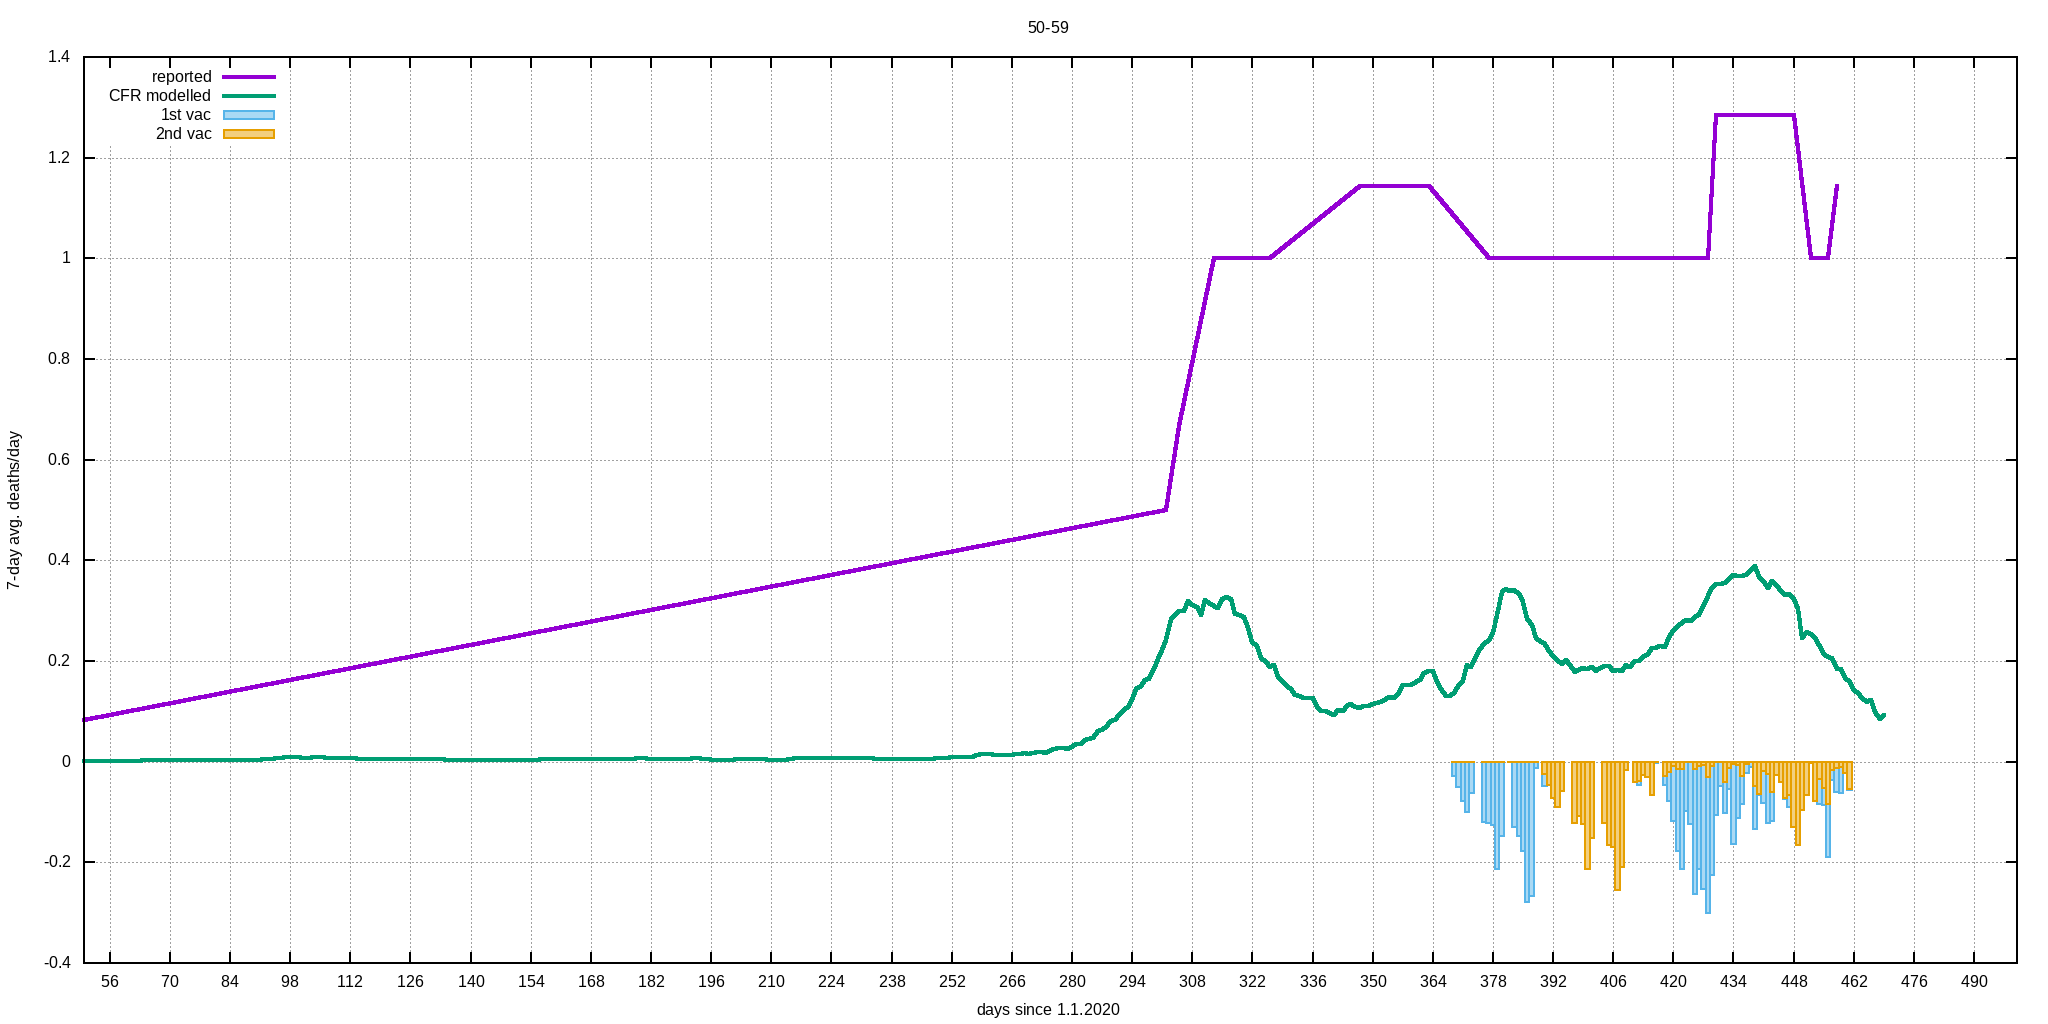 50-59
1.4
1.2
1
0.8
0.6
0.4
0.2
0
-0.2
-0.4
7-day avg. deaths/day
reported
CFR modelled
1st vac
2nd vac
56 70 84 98 112 126 140 154 168 182 196 210 224 238 252 266 280 294 308 322 336 350 364 378 392 406 420 434 448 462 476 490
days since 1.1.2020